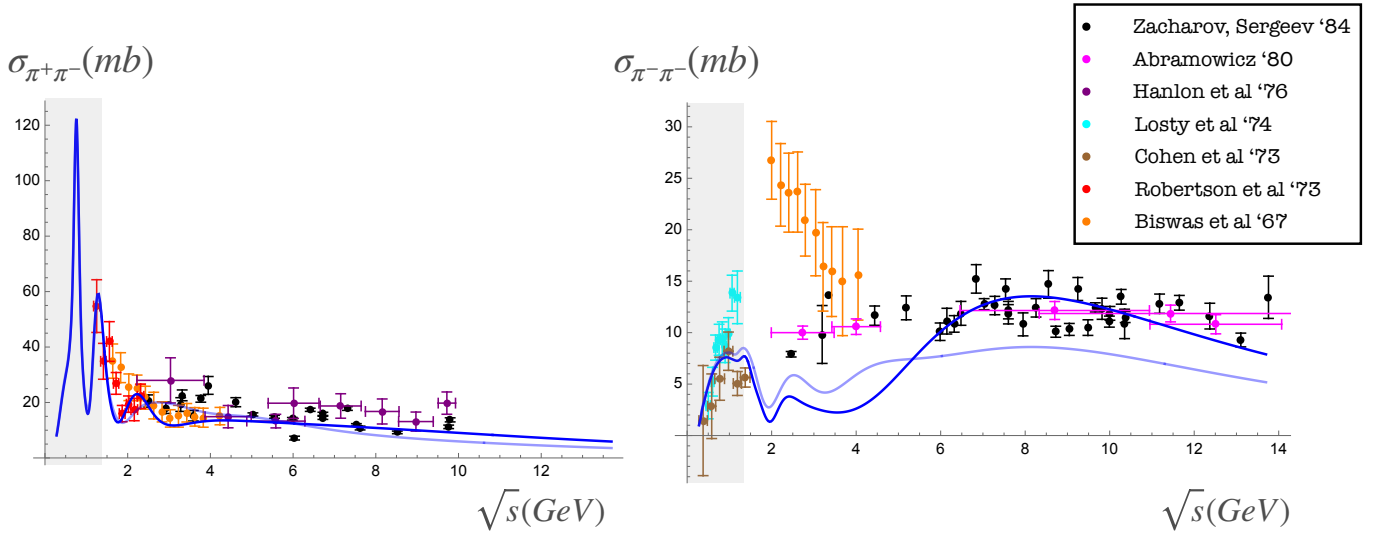 σπ+π−(mb)
120
100
80
60
40
20
2
4
6
8
10
12
√s(GeV)
σπ−π−(mb)
30
25
20
15
10
5
2
4
6
8
10
12
14
√s(GeV)
Zacharov, Sergeev ‘84
Abramowicz ‘80
Hanlon et al ‘76
Losty et al ‘74
Cohen et al ‘73
Robertson et al ‘73
Biswas et al ‘67